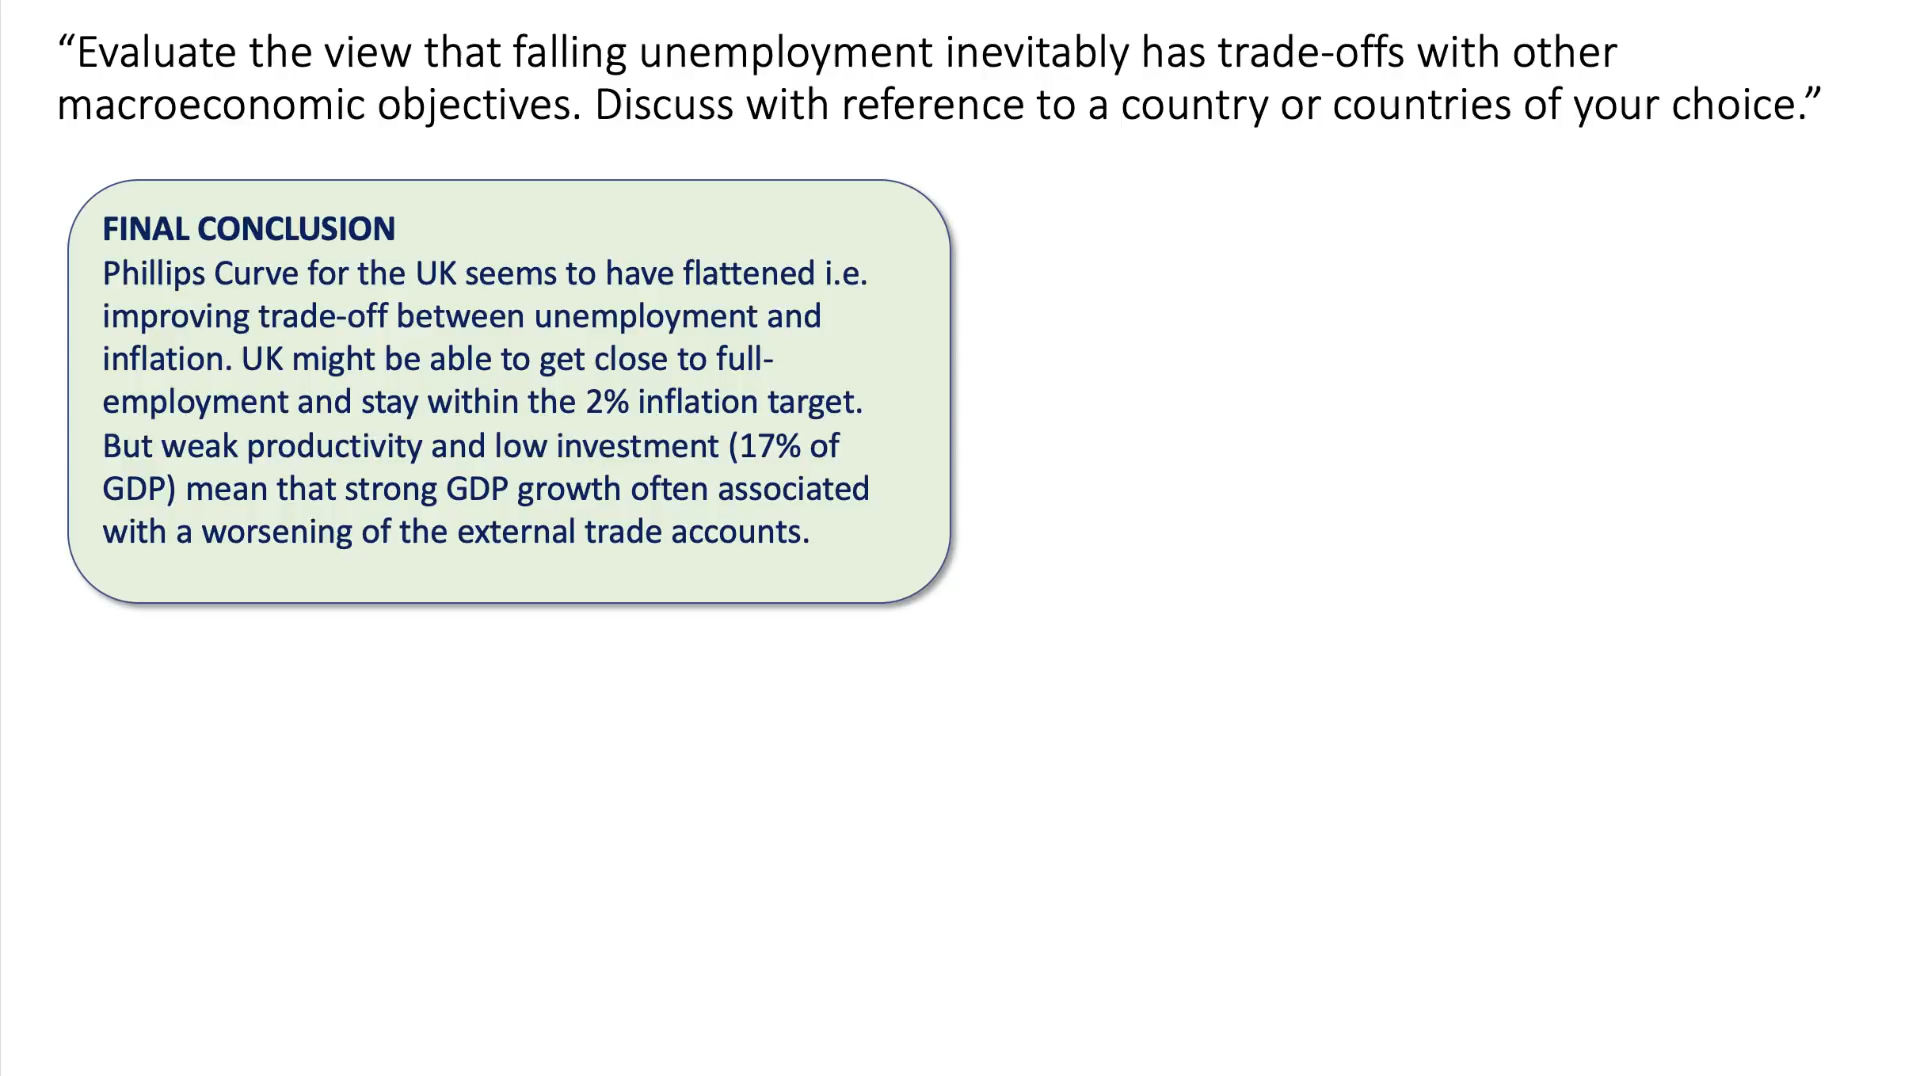 “Evaluate the view that falling unemployment inevitably has trade-offs with other
macroeconomic objectives. Discuss with reference to a country or countries of your choice.”
FINAL CONCLUSION
Phillips Curve for the UK seems to have flattened i.e.
improving trade-off between unemployment and
inflation. UK might be able to get close to full-
employment and stay within the 2% inflation target.
But weak productivity and low investment (17% of
GDP) mean that strong GDP growth often associated
with a worsening of the external trade accounts.